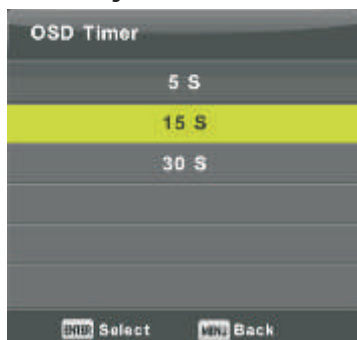 OSD Timer
5 S
15 S
30 S
ENTER Select MENU Back